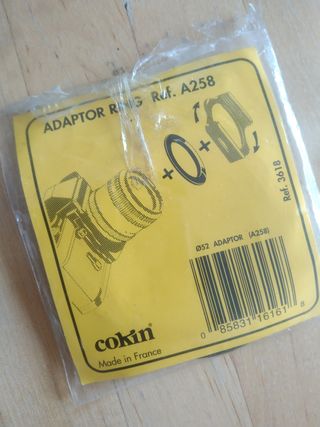 ADAPTOR RING Ref. A258
+
+
Ref. 3618
Ø52 ADAPTOR (A258)
0 85831 16161 8
cokin
Made in France